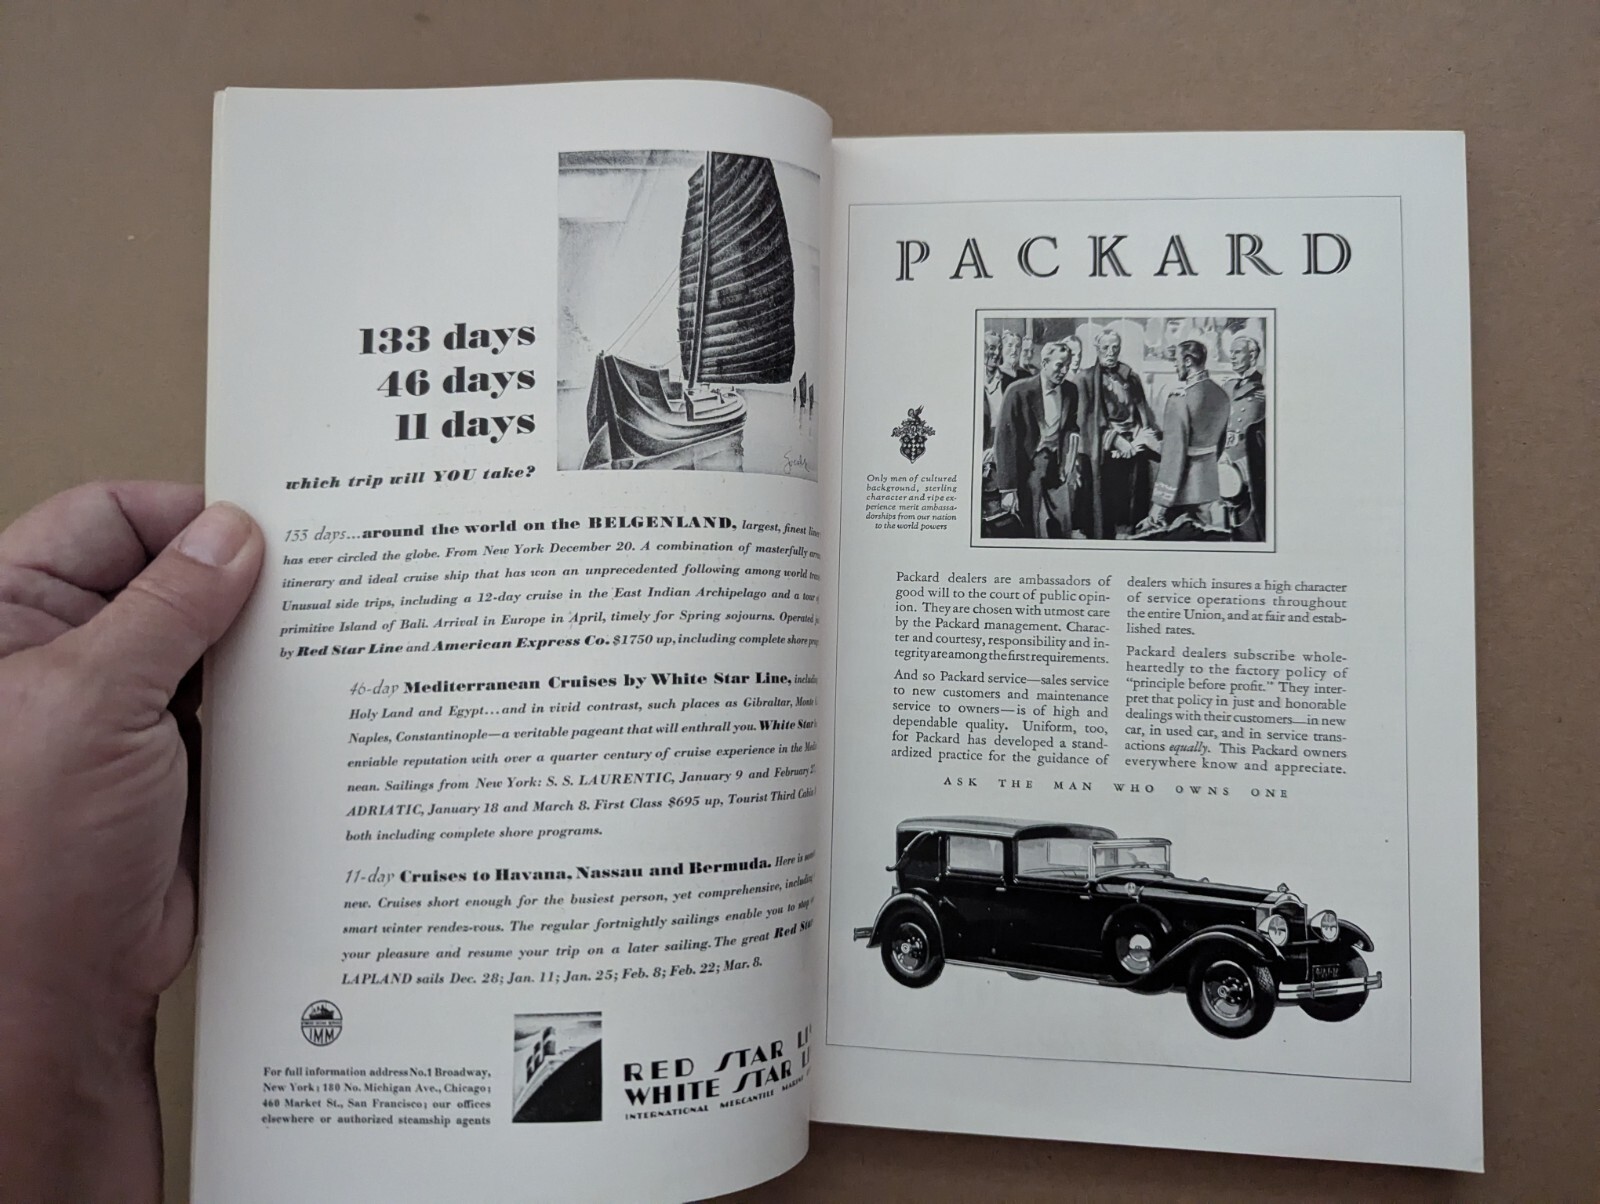 133 days
46 days
11 days
which trip will YOU take?
133 days...around the world on the BELGENLAND, largest, finest
has ever circled the globe. From New York December 20. A combination of masterfully
itinerary and ideal cruise ship that has won an unprecedented following among world
Unusual side trips, including a 12-day cruise in the East Indian Archipelago and a tour
primitive Island of Bali. Arrival in Europe in April, timely for Spring sojourns. Operated
by Red Star Line and American Express Co. $1750 up, including complete shore
46-day Mediterranean Cruises by White Star Line,
Holy Land and Egypt...and in vivid contrast, such places as Gibraltar,
Naples, Constantinople—a veritable pageant that will enthrall you. White Star
enviable reputation with over a quarter century of cruise experience in the
nean. Sailings from New York: S. S. LAURENTIC, January 9 and February
ADRIATIC, January 18 and March 8. First Class $695 up, Tourist Third
both including complete shore programs.
11-day Cruises to Havana, Nassau and Bermuda. Here is
new. Cruises short enough for the busiest person, yet comprehensive,
smart winter rendez-vous. The regular fortnightly sailings enable you to stop
your pleasure and resume your trip on a later sailing. The great Red
LAPLAND sails Dec. 28; Jan. 11; Jan. 25; Feb. 8; Feb. 22; Mar. 8.
IMM
For full information address No. 1 Broadway,
New York; 180 No. Michigan Ave., Chicago;
460 Market St., San Francisco; our offices
elsewhere or authorized steamship agents
RED STAR
WHITE STAR
INTERNATIONAL MERCANTILE
PACKARD
Only men of cultured
background, sterling
character and ripe ex-
perience merit ambassa-
dorships from our nation
to the world powers
Packard dealers are ambassadors of
good will to the court of public opin-
ion. They are chosen with utmost care
by the Packard management. Charac-
ter and courtesy, responsibility and in-
tegrity are among the first requirements.
And so Packard service—sales service
to new customers and maintenance
service to owners—is of high and
dependable quality. Uniform, too,
for Packard has developed a stand-
ardized practice for the guidance of
dealers which insures a high character
of service operations throughout
the entire Union, and at fair and estab-
lished rates.
Packard dealers subscribe whole-
heartedly to the factory policy of
“principle before profit.” They inter-
pret that policy in just and honorable
dealings with their customers—in new
car, in used car, and in service trans-
actions equally. This Packard owners
everywhere know and appreciate.
ASK THE MAN WHO OWNS ONE